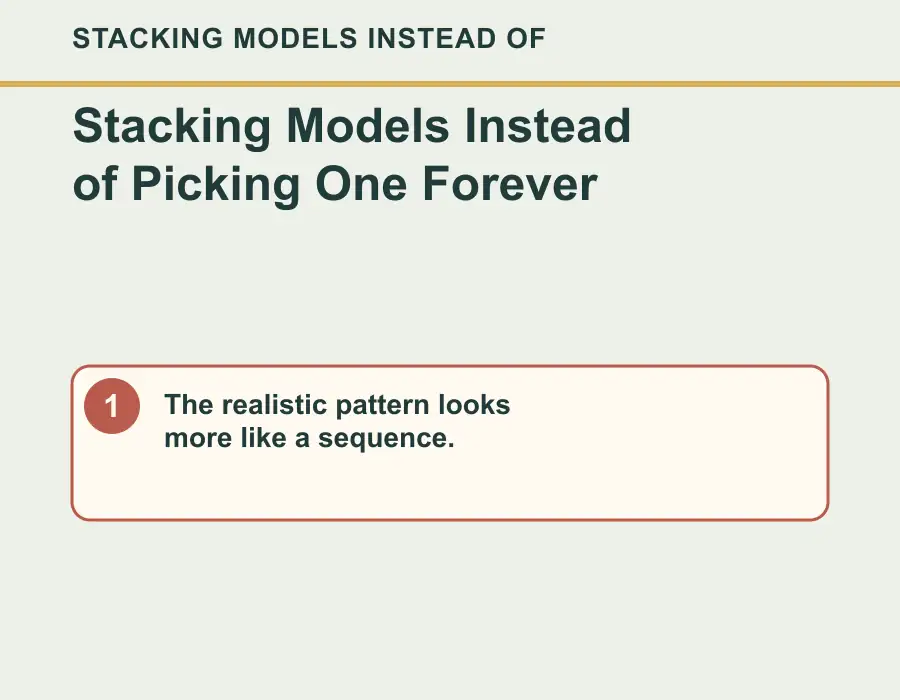 STACKING MODELS INSTEAD OF
Stacking Models Instead
of Picking One Forever
1
The realistic pattern looks
more like a sequence.